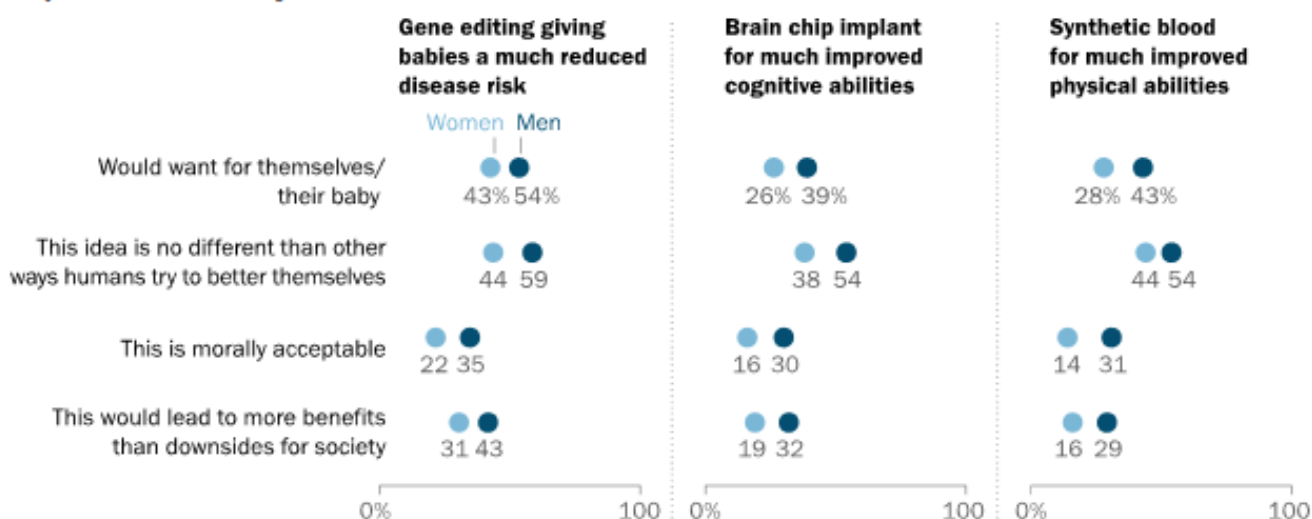 Gene editing giving
babies a much reduced
disease risk
Brain chip implant
for much improved
cognitive abilities
Synthetic blood
for much improved
physical abilities
Women Men
Would want for themselves/
their baby
43% 54%
26% 39%
28% 43%
This idea is no different than other
ways humans try to better themselves
44 59
38 54
44 54
This is morally acceptable
22 35
16 30
14 31
This would lead to more benefits
than downsides for society
31 43
19 32
16 29
0% 100 0% 100 0% 100